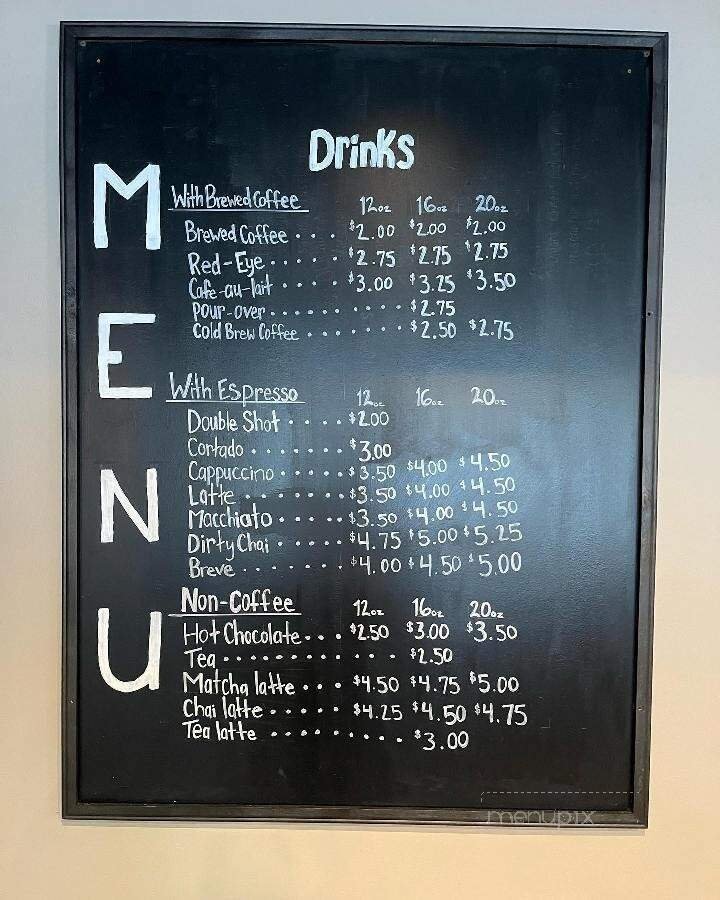 Drinks
MENU
With Brewed Coffee 12oz 16oz 20oz
Brewed Coffee . . . $2.00 $2.00 $2.00
Red-Eye . . . . . . $2.75 $2.75 $2.75
Cafe-au-lait . . . . $3.00 $3.25 $3.50
Pour-over . . . . . . . . . . $2.75
Cold Brew Coffee . . . . . . . $2.50 $2.75
With Espresso 12oz 16oz 20oz
Double Shot . . . . $2.00
Cortado . . . . . . $3.00
Cappuccino . . . . . $3.50 $4.00 $4.50
Latte . . . . . . . $3.50 $4.00 $4.50
Macchiato . . . . . $3.50 $4.00 $4.50
Dirty Chai . . . . . $4.75 $5.00 $5.25
Breve . . . . . . . $4.00 $4.50 $5.00
Non-Coffee 12oz 16oz 20oz
Hot Chocolate . . . $2.50 $3.00 $3.50
Tea . . . . . . . . . . . . $2.50
Matcha latte . . . $4.50 $4.75 $5.00
Chai latte . . . . . $4.25 $4.50 $4.75
Tea latte . . . . . . . . . $3.00
menupix